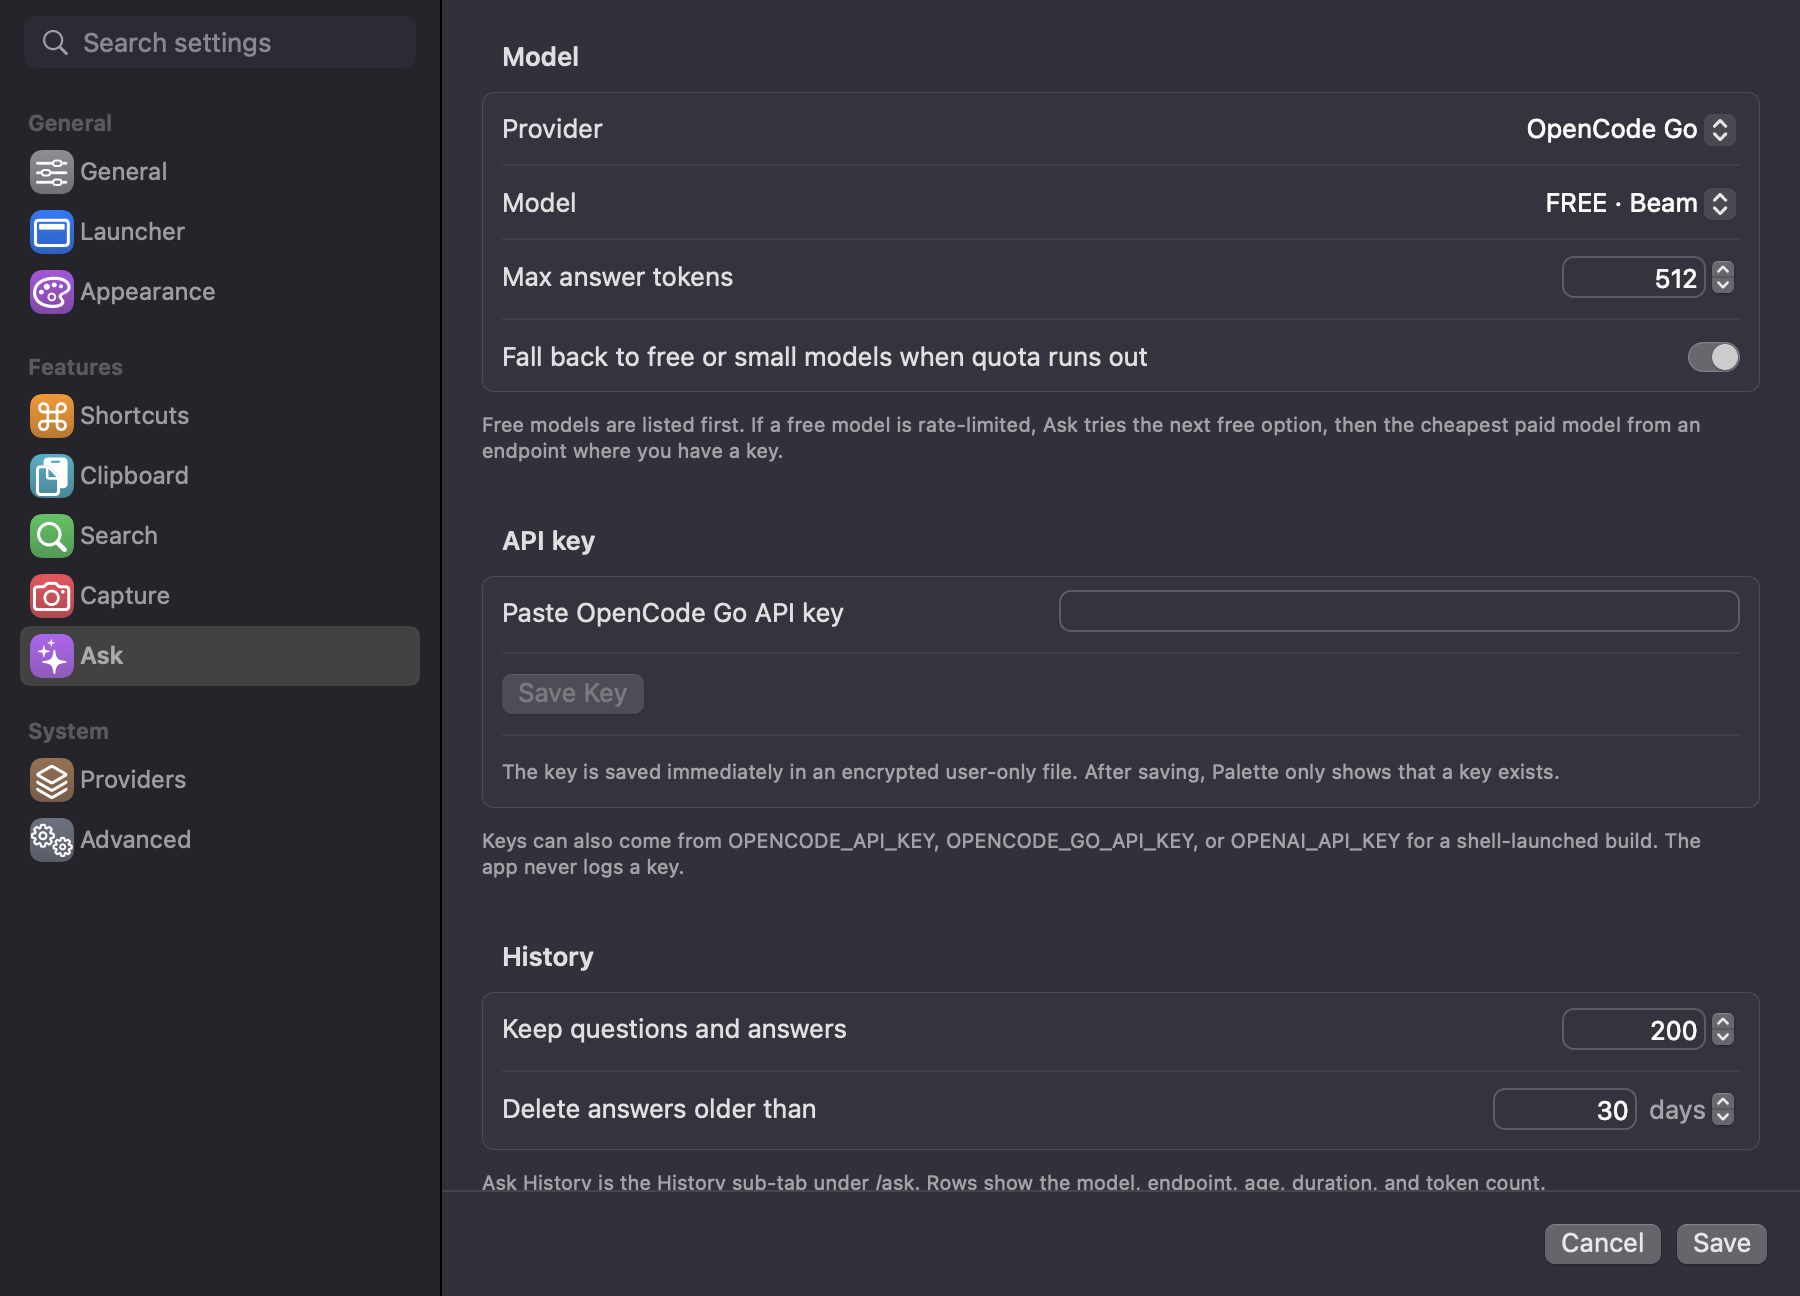 Search settings
General
General
Launcher
Appearance
Features
Shortcuts
Clipboard
Search
Capture
Ask
System
Providers
Advanced
Model
Provider
OpenCode Go
Model
FREE · Beam
Max answer tokens
512
Fall back to free or small models when quota runs out
Free models are listed first. If a free model is rate-limited, Ask tries the next free option, then the cheapest paid model from an
endpoint where you have a key.
API key
Paste OpenCode Go API key
Save Key
The key is saved immediately in an encrypted user-only file. After saving, Palette only shows that a key exists.
Keys can also come from OPENCODE_API_KEY, OPENCODE_GO_API_KEY, or OPENAI_API_KEY for a shell-launched build. The
app never logs a key.
History
Keep questions and answers
200
Delete answers older than
30 days
Ask History is the History sub-tab under /ask. Rows show the model, endpoint, age, duration, and token count.
Cancel
Save